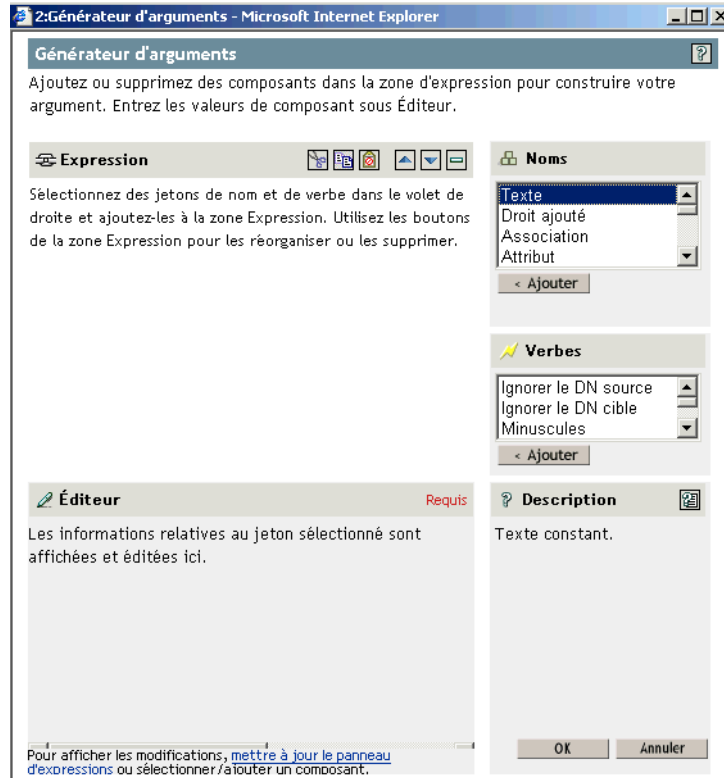 2:Générateur d'arguments - Microsoft Internet Explorer
Générateur d'arguments
Ajoutez ou supprimez des composants dans la zone d'expression pour construire votre
argument. Entrez les valeurs de composant sous Éditeur.
Expression
Sélectionnez des jetons de nom et de verbe dans le volet de
droite et ajoutez-les à la zone Expression. Utilisez les boutons
de la zone Expression pour les réorganiser ou les supprimer.
Noms
Texte
Droit ajouté
Association
Attribut
< Ajouter
Verbes
Ignorer le DN source
Ignorer le DN cible
Minuscules
< Ajouter
Éditeur Requis
Les informations relatives au jeton sélectionné sont
affichées et éditées ici.
Pour afficher les modifications, mettre à jour le panneau
d'expressions ou sélectionner/ajouter un composant.
Description
Texte constant.
OK Annuler